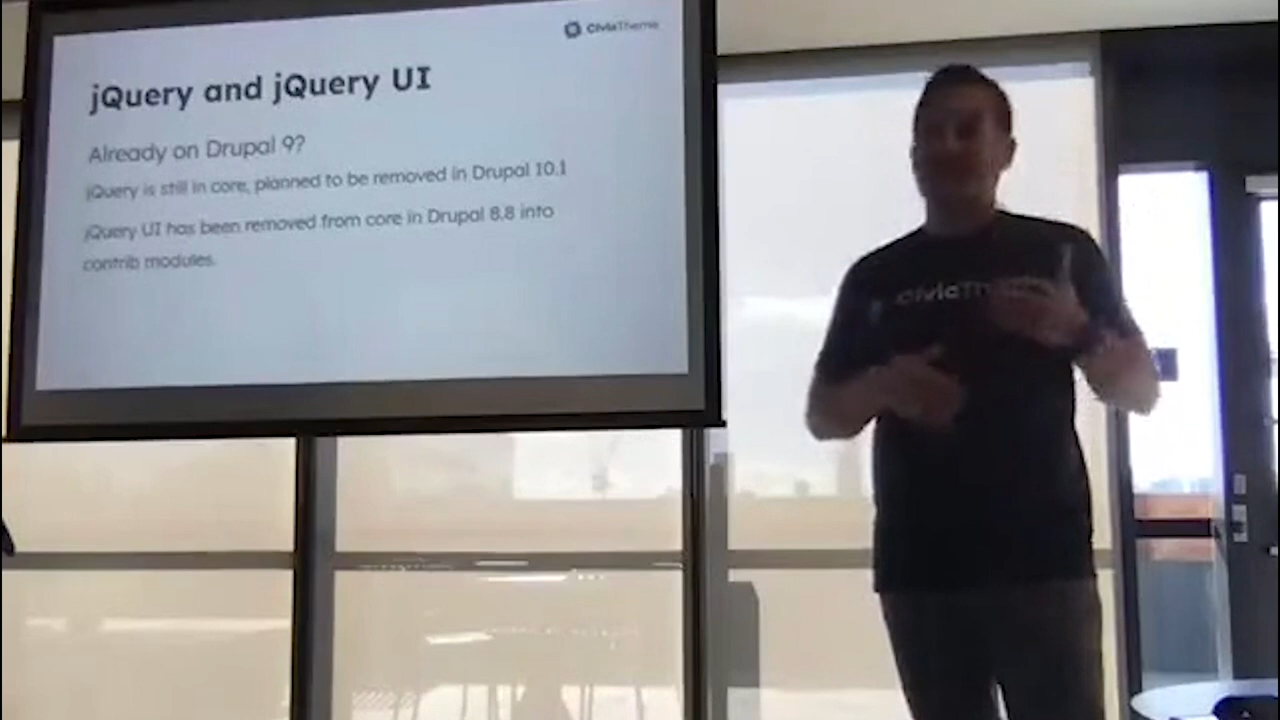 CivicTheme
jQuery and jQuery UI
Already on Drupal 9?
jQuery is still in core, planned to be removed in Drupal 10.1
jQuery UI has been removed from core in Drupal 8.8 into
contrib modules.